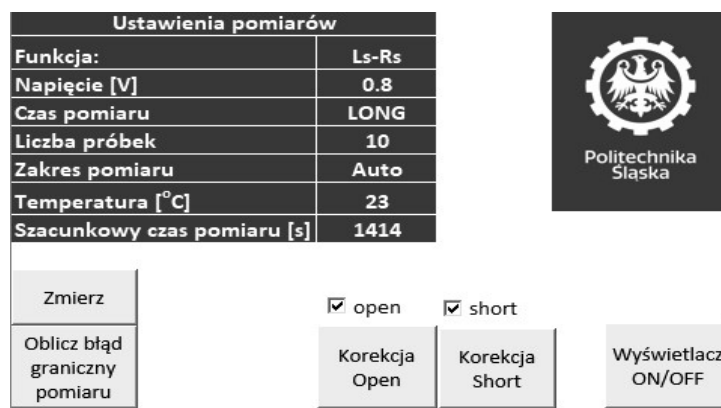 Ustawienia pomiarów
Funkcja: Ls-Rs
Napięcie [V] 0.8
Czas pomiaru LONG
Liczba próbek 10
Zakres pomiaru Auto
Temperatura [°C] 23
Szacunkowy czas pomiaru [s] 1414
Politechnika
Śląska
Zmierz
open short
Oblicz błąd
graniczny
pomiaru
Korekcja
Open
Korekcja
Short
Wyświetlacz
ON/OFF